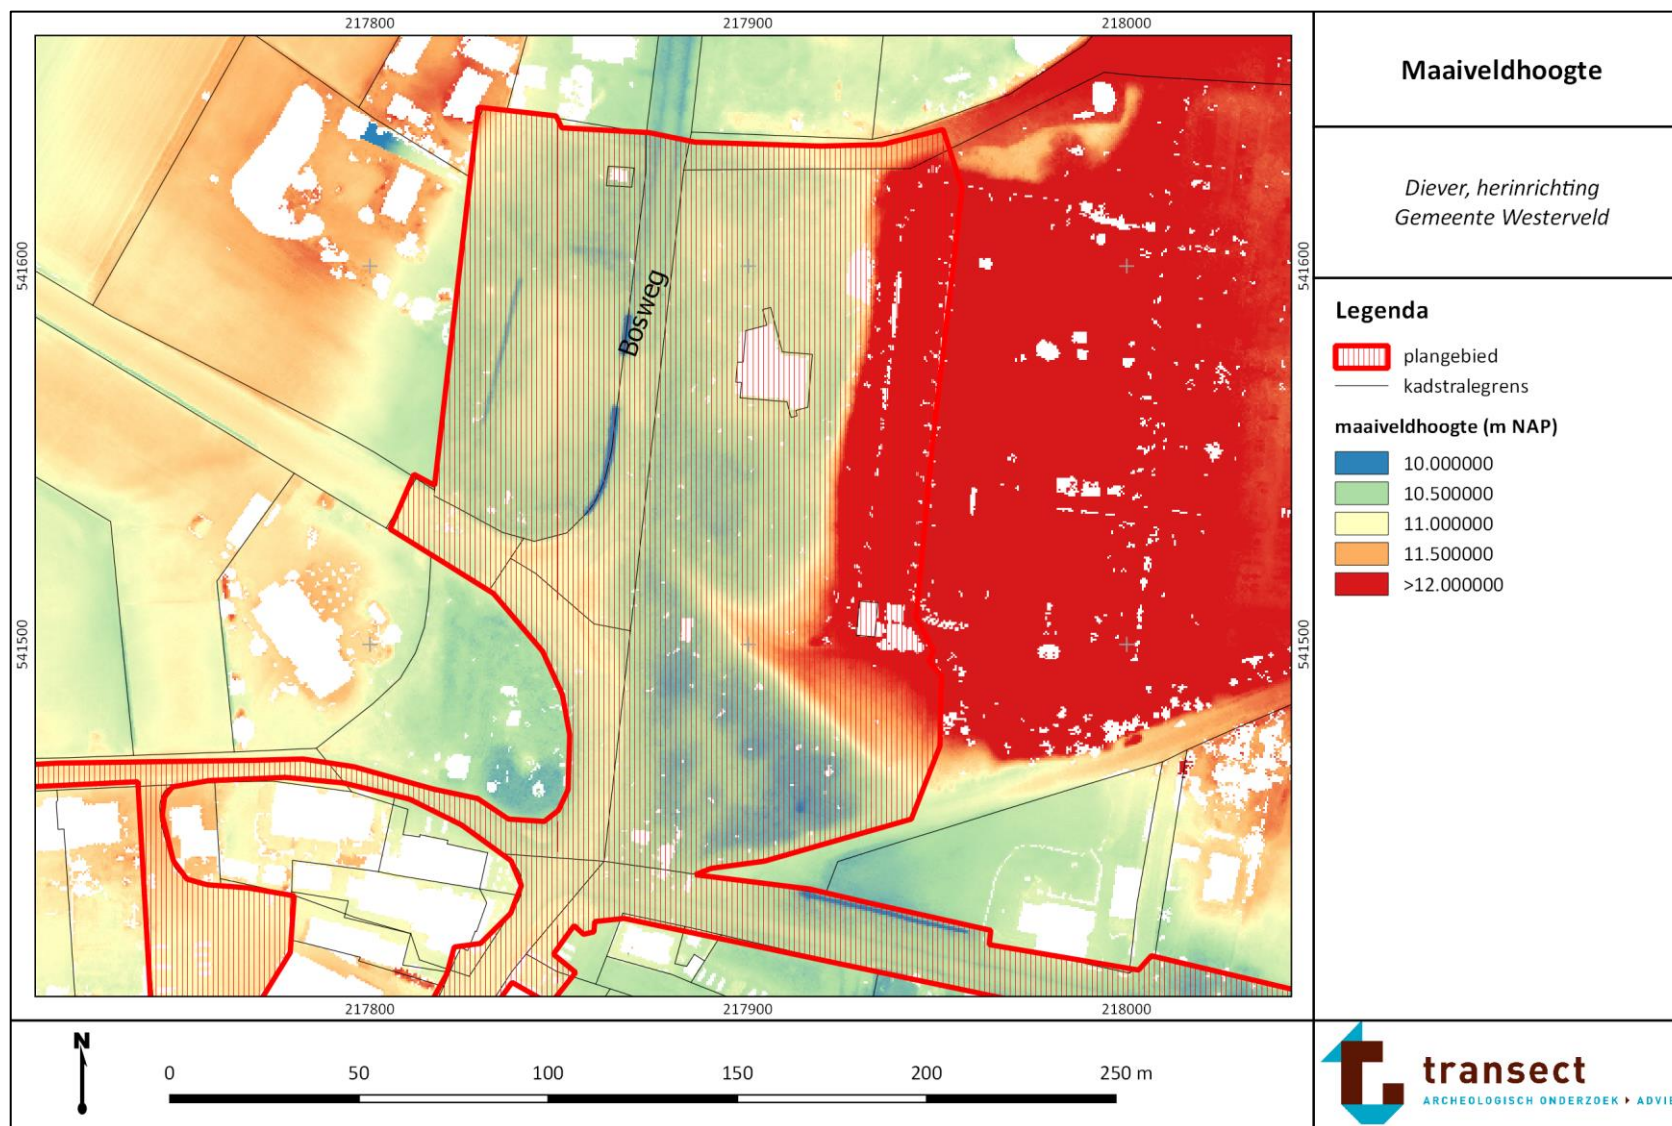 217800 217900 218000
541600
541500
541600
541500
Bosweg
217800 217900 218000
Maaiveldhoogte
Diever, herinrichting
Gemeente Westerveld
Legenda
plangebied
kadstralegrens
maaiveldhoogte (m NAP)
10.000000
10.500000
11.000000
11.500000
>12.000000
N
0 50 100 150 200 250 m
transect
ARCHEOLOGISCH ONDERZOEK ADVIE